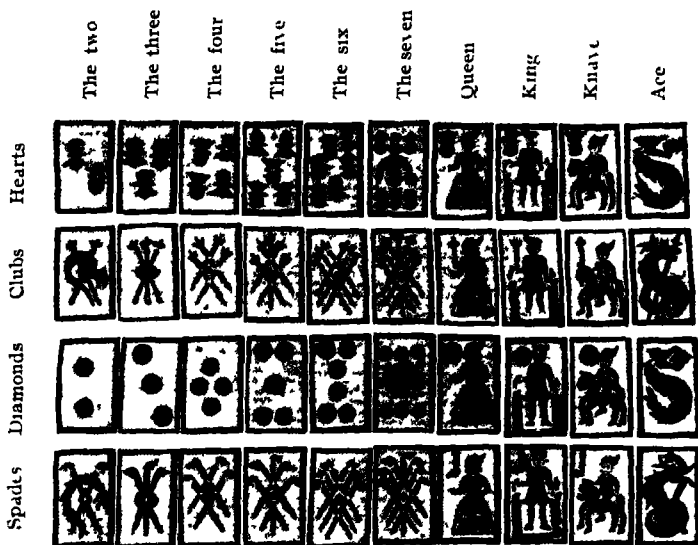 The two
The three
The four
The five
The six
The seven
Queen
King
Knave
Ace
Hearts
Clubs
Diamonds
Spades